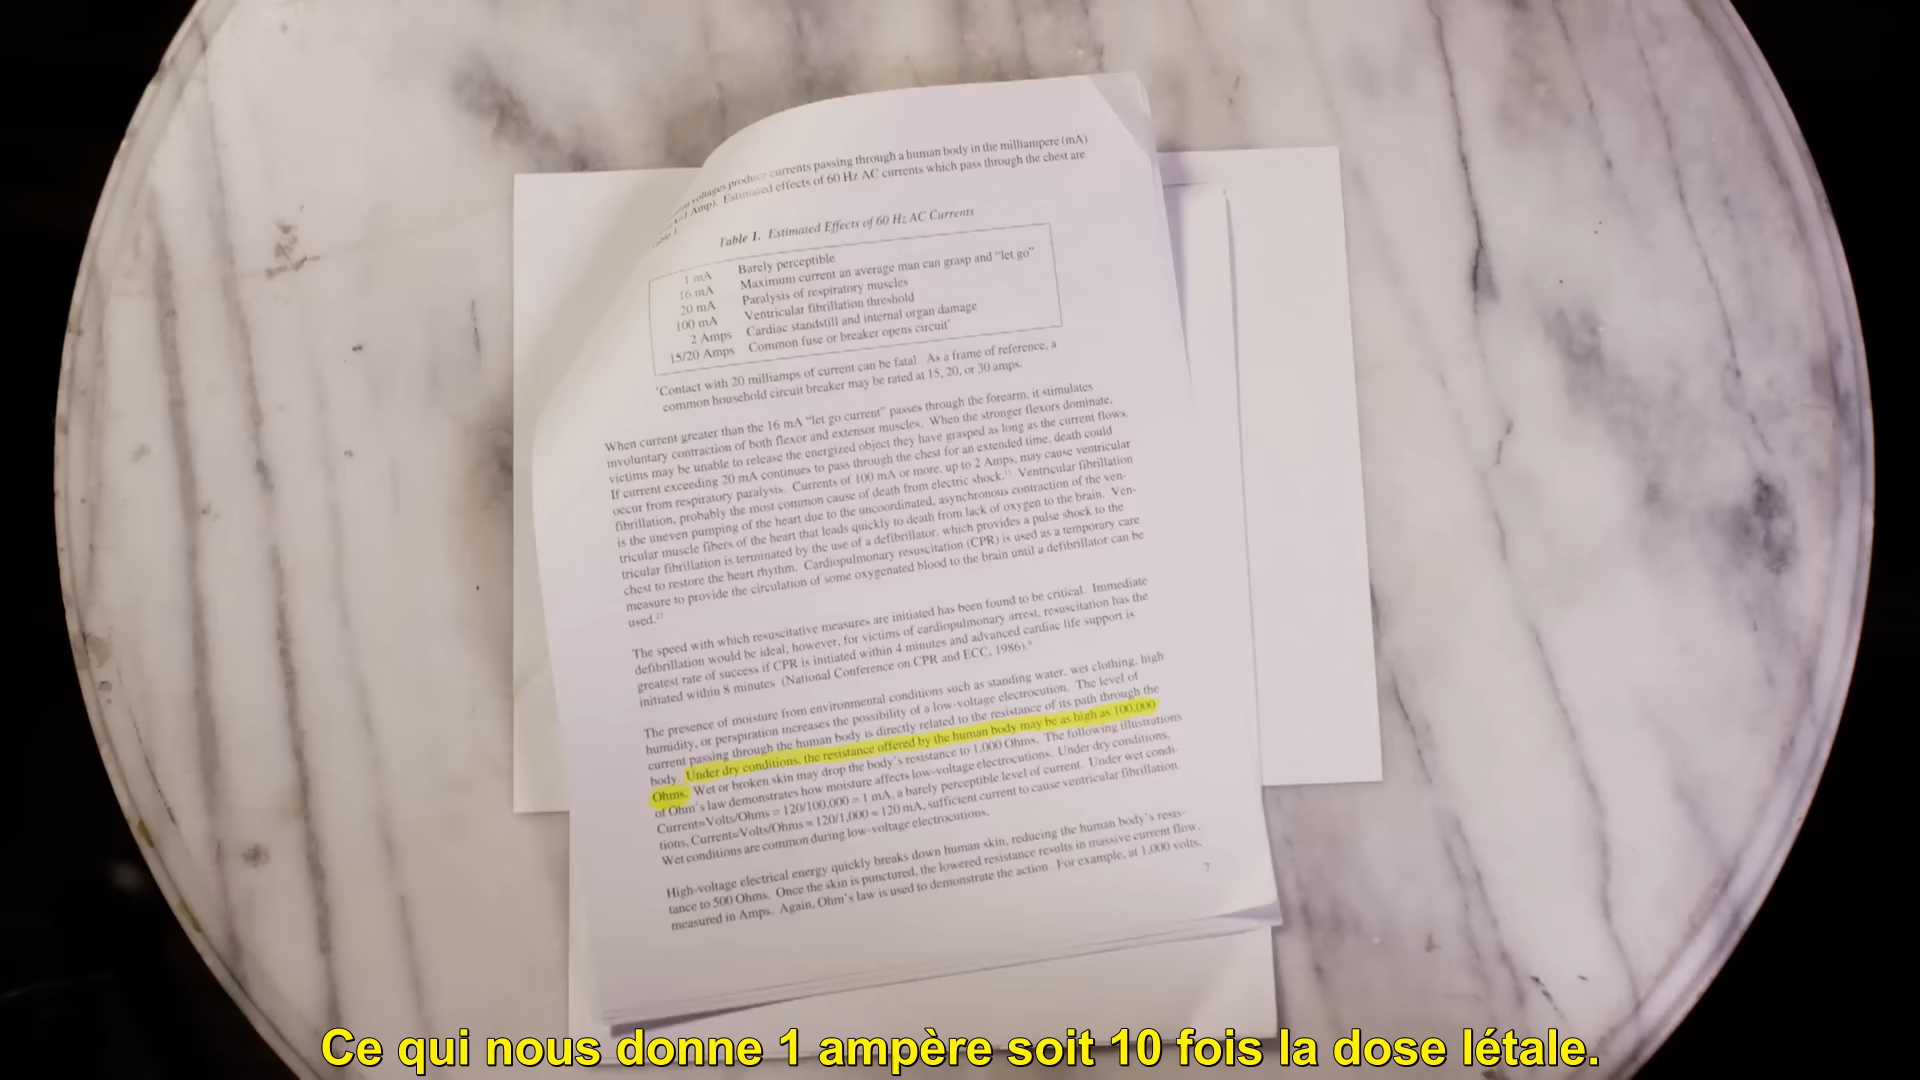 voltages produce currents passing through a human body in the milliampere (mA)
Amp). Estimated effects of 60 Hz AC currents which pass through the chest are
Table 1. Estimated Effects of 60 Hz AC Currents
1 mA Barely perceptible
16 mA Maximum current an average man can grasp and “let go”
20 mA Paralysis of respiratory muscles
100 mA Ventricular fibrillation threshold
2 Amps Cardiac standstill and internal organ damage
15/20 Amps Common fuse or breaker opens circuit*
*Contact with 20 milliamps of current can be fatal. As a frame of reference, a
common household circuit breaker may be rated at 15, 20, or 30 amps.
When current greater than the 16 mA “let go current” passes through the forearm, it stimulates
involuntary contraction of both flexor and extensor muscles. When the stronger flexors dominate,
victims may be unable to release the energized object they have grasped as long as the current flows.
If current exceeding 20 mA continues to pass through the chest for an extended time, death could
occur from respiratory paralysis. Currents of 100 mA or more, up to 2 Amps, may cause ventricular
fibrillation, probably the most common cause of death from electric shock. Ventricular fibrillation
is the uneven pumping of the heart due to the uncoordinated, asynchronous contraction of the ven-
tricular muscle fibers of the heart that leads quickly to death from lack of oxygen to the brain. Ven-
tricular fibrillation is terminated by the use of a defibrillator, which provides a pulse shock to the
chest to restore the heart rhythm. Cardiopulmonary resuscitation (CPR) is used as a temporary care
measure to provide the circulation of some oxygenated blood to the brain until a defibrillator can be
used.
The speed with which resuscitative measures are initiated has been found to be critical. Immediate
defibrillation would be ideal; however, for victims of cardiopulmonary arrest, resuscitation has the
greatest rate of success if CPR is initiated within 4 minutes and advanced cardiac life support is
initiated within 8 minutes (National Conference on CPR and ECC, 1986).
The presence of moisture from environmental conditions such as standing water, wet clothing, high
humidity, or perspiration increases the possibility of a low-voltage electrocution. The level of
current passing through the human body is directly related to the resistance of its path through the
body. Under dry conditions, the resistance offered by the human body may be as high as 100,000
Ohms. Wet or broken skin may drop the body's resistance to 1,000 Ohms. The following illustrations
of Ohm's law demonstrates how moisture affects low-voltage electrocutions. Under dry conditions,
Current=Volts/Ohms = 120/100,000 = 1 mA, a barely perceptible level of current. Under wet condi-
tions, Current=Volts/Ohms = 120/1,000 = 120 mA, sufficient current to cause ventricular fibrillation.
Wet conditions are common during low-voltage electrocutions.
High-voltage electrical energy quickly breaks down human skin, reducing the human body's resis-
tance to 500 Ohms. Once the skin is punctured, the lowered resistance results in massive current flow,
measured in Amps. Again, Ohm's law is used to demonstrate the action. For example, at 1,000 volts,
7
Ce qui nous donne 1 ampère soit 10 fois la dose létale.